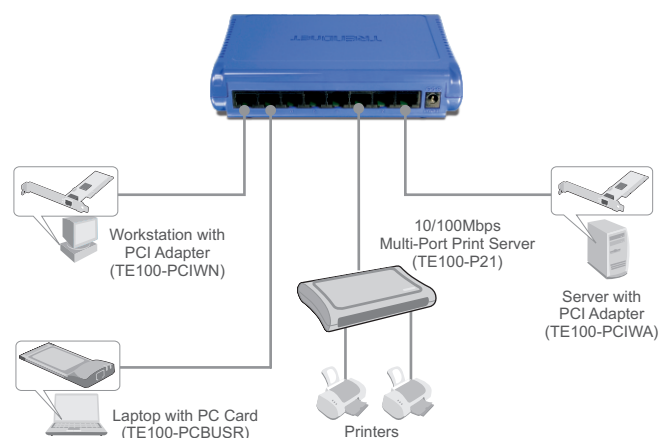 TRENDNET
Workstation with
PCI Adapter
(TE100-PCIWN)
10/100Mbps
Multi-Port Print Server
(TE100-P21)
Server with
PCI Adapter
(TE100-PCIWA)
Laptop with PC Card
(TE100-PCBUSR)
Printers